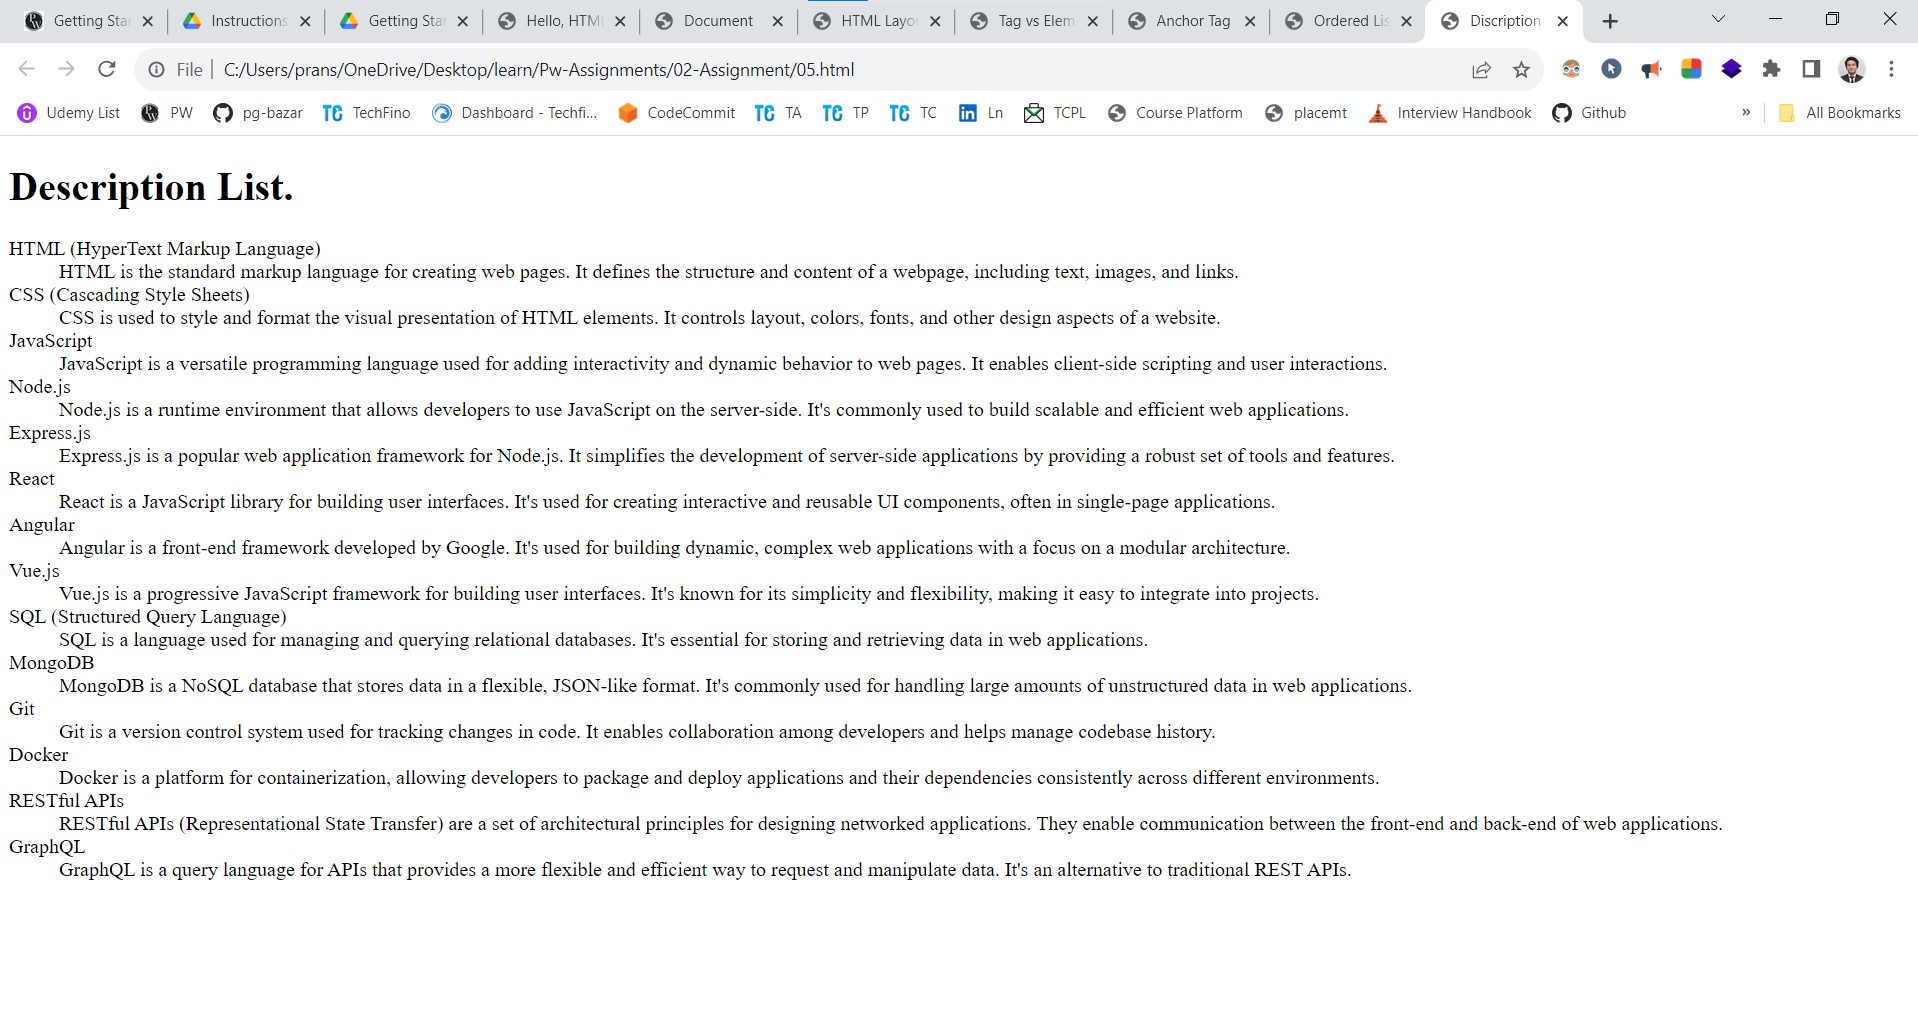 Getting Sta
Instructions
Getting Sta
Hello, HTM
Document
HTML Layo
Tag vs Elem
Anchor Tag
Ordered Lis
Discription
File | C:/Users/prans/OneDrive/Desktop/learn/Pw-Assignments/02-Assignment/05.html
Udemy List
PW
pg-bazar
TC TechFino
Dashboard - Techfi...
CodeCommit
TC TA
TC TP
TC TC
in Ln
TCPL
Course Platform
placemt
Interview Handbook
Github
»
All Bookmarks
Description List.
HTML (HyperText Markup Language)
HTML is the standard markup language for creating web pages. It defines the structure and content of a webpage, including text, images, and links.
CSS (Cascading Style Sheets)
CSS is used to style and format the visual presentation of HTML elements. It controls layout, colors, fonts, and other design aspects of a website.
JavaScript
JavaScript is a versatile programming language used for adding interactivity and dynamic behavior to web pages. It enables client-side scripting and user interactions.
Node.js
Node.js is a runtime environment that allows developers to use JavaScript on the server-side. It's commonly used to build scalable and efficient web applications.
Express.js
Express.js is a popular web application framework for Node.js. It simplifies the development of server-side applications by providing a robust set of tools and features.
React
React is a JavaScript library for building user interfaces. It's used for creating interactive and reusable UI components, often in single-page applications.
Angular
Angular is a front-end framework developed by Google. It's used for building dynamic, complex web applications with a focus on a modular architecture.
Vue.js
Vue.js is a progressive JavaScript framework for building user interfaces. It's known for its simplicity and flexibility, making it easy to integrate into projects.
SQL (Structured Query Language)
SQL is a language used for managing and querying relational databases. It's essential for storing and retrieving data in web applications.
MongoDB
MongoDB is a NoSQL database that stores data in a flexible, JSON-like format. It's commonly used for handling large amounts of unstructured data in web applications.
Git
Git is a version control system used for tracking changes in code. It enables collaboration among developers and helps manage codebase history.
Docker
Docker is a platform for containerization, allowing developers to package and deploy applications and their dependencies consistently across different environments.
RESTful APIs
RESTful APIs (Representational State Transfer) are a set of architectural principles for designing networked applications. They enable communication between the front-end and back-end of web applications.
GraphQL
GraphQL is a query language for APIs that provides a more flexible and efficient way to request and manipulate data. It's an alternative to traditional REST APIs.